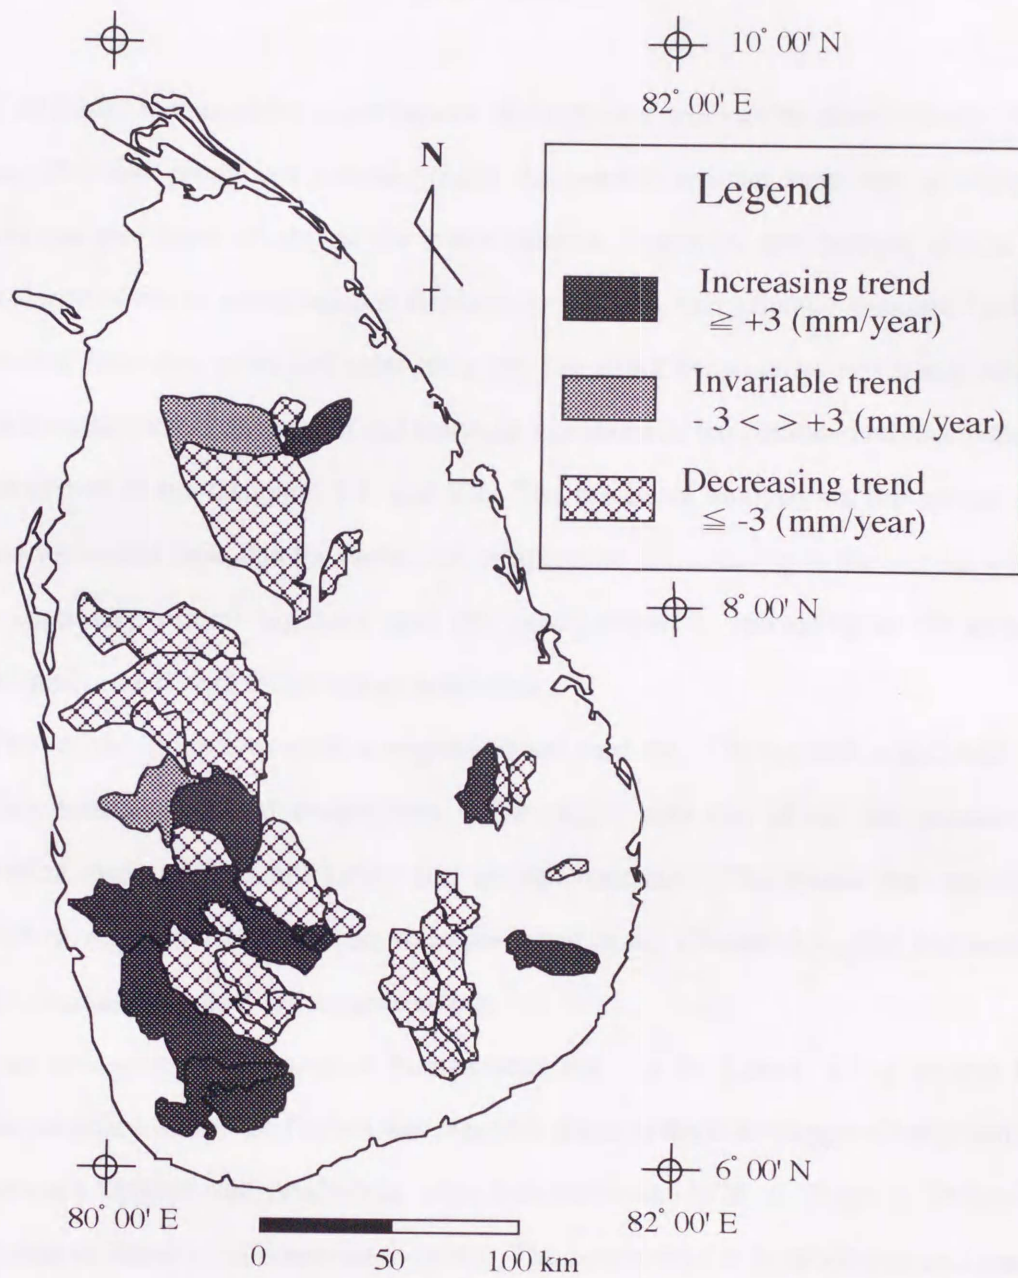 10° 00' N
82° 00' E
N
Legend
Increasing trend
≧ +3 (mm/year)
Invariable trend
- 3 < > +3 (mm/year)
Decreasing trend
≦ -3 (mm/year)
8° 00' N
6° 00' N
80° 00' E
82° 00' E
0 50 100 km